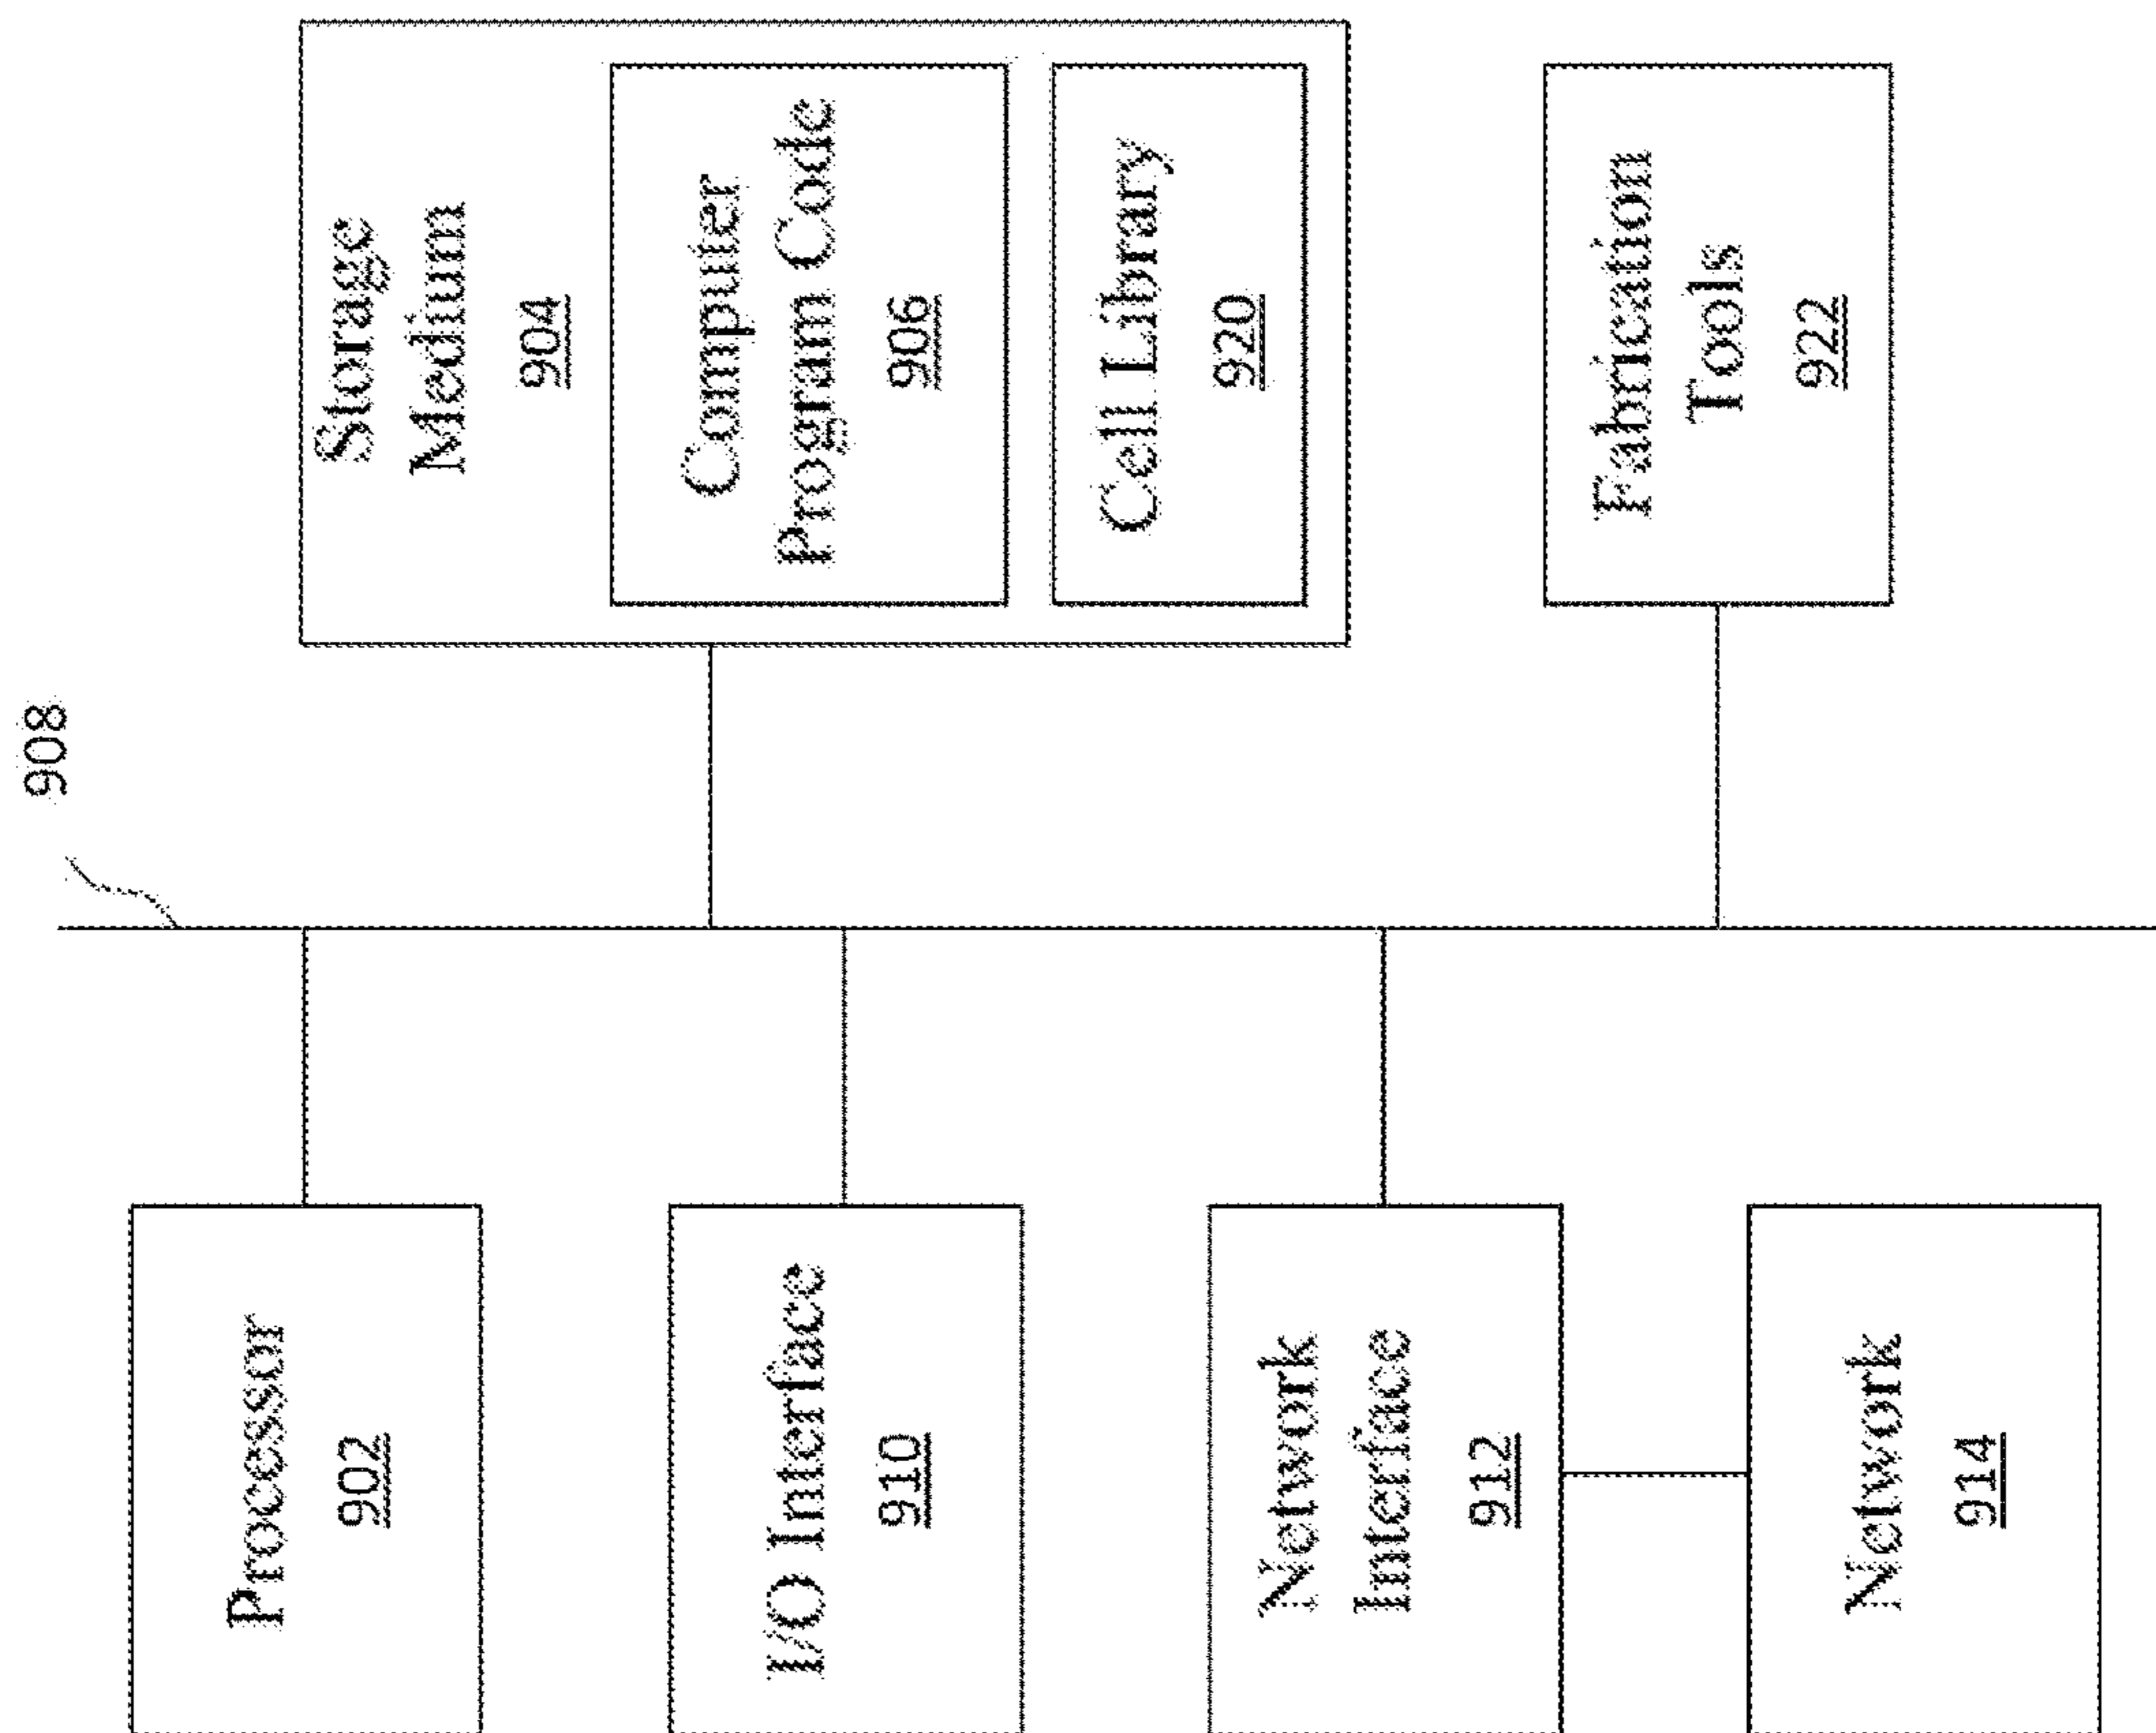 908
Processor
902
I/O Interface
910
Network
Interface
912
Network
914
Storage
Medium
904
Computer
Program Code
906
Cell Library
920
Fabrication
Tools
922